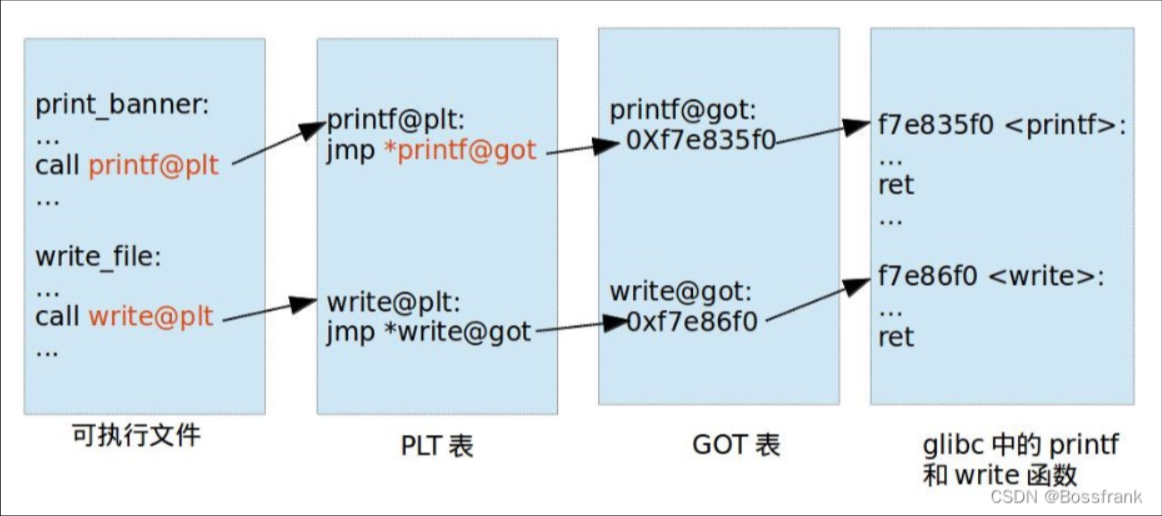 print_banner:
...
call printf@plt
...
write_file:
...
call write@plt
...
可执行文件
printf@plt:
jmp *printf@got
write@plt:
jmp *write@got
PLT 表
printf@got:
0Xf7e835f0
write@got:
0xf7e86f0
GOT 表
f7e835f0 <printf>:
...
ret
...
f7e86f0 <write>:
...
ret
glibc 中的 printf
和 write 函数
CSDN @Bossfrank